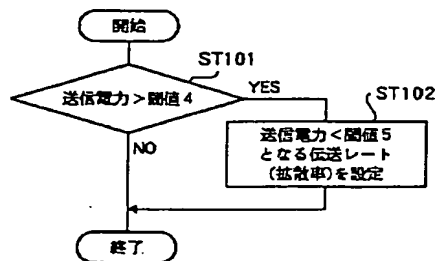 開始
ST101
送信電力>閾値4
YES
ST102
送信電力<閾値5
となる伝送レート
(拡散率)を設定
NO
終了